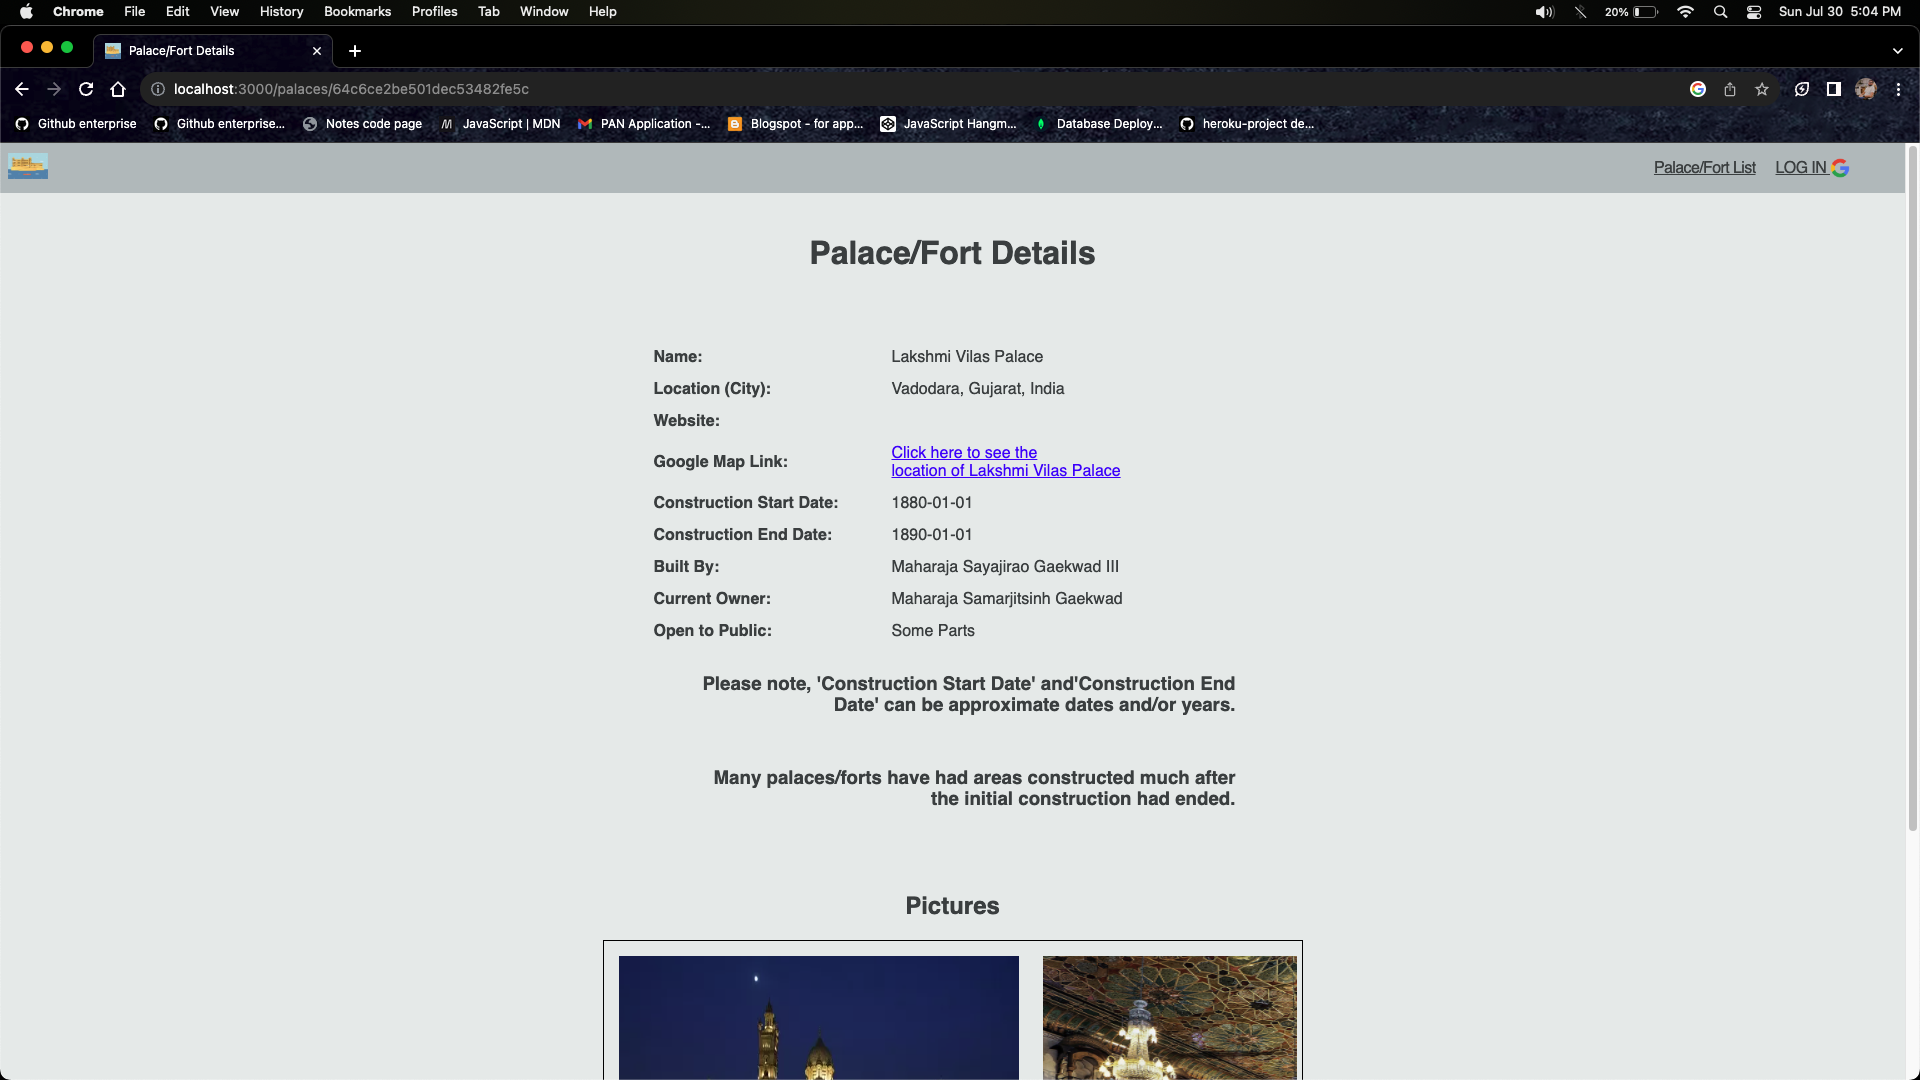 Chrome File Edit View History Bookmarks Profiles Tab Window Help 20% Sun Jul 30 5:04 PM
Palace/Fort Details
localhost:3000/palaces/64c6ce2be501dec53482fe5c
Github enterprise Github enterprise... Notes code page JavaScript | MDN PAN Application -... Blogspot - for app... JavaScript Hangm... Database Deploy... heroku-project de...
Palace/Fort List LOG IN
Palace/Fort Details
Name: Lakshmi Vilas Palace
Location (City): Vadodara, Gujarat, India
Website:
Google Map Link: Click here to see the
location of Lakshmi Vilas Palace
Construction Start Date: 1880-01-01
Construction End Date: 1890-01-01
Built By: Maharaja Sayajirao Gaekwad III
Current Owner: Maharaja Samarjitsinh Gaekwad
Open to Public: Some Parts
Please note, 'Construction Start Date' and'Construction End
Date' can be approximate dates and/or years.
Many palaces/forts have had areas constructed much after
the initial construction had ended.
Pictures